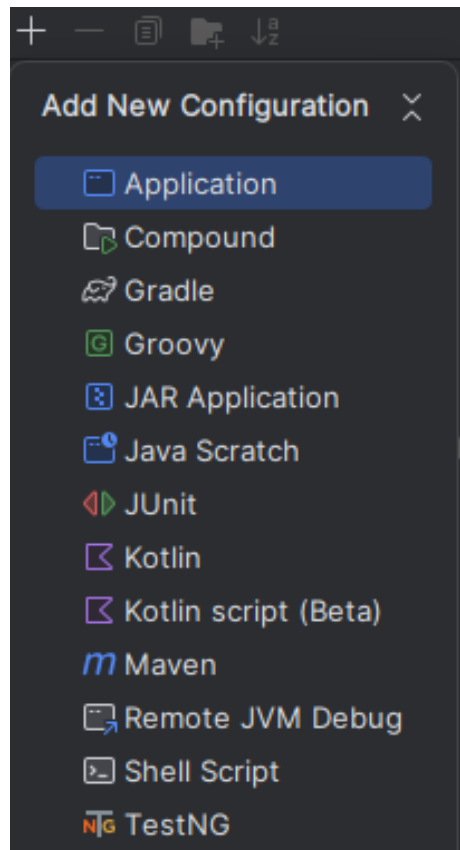 Add New Configuration
Application
Compound
Gradle
G Groovy
JAR Application
Java Scratch
JUnit
Kotlin
Kotlin script (Beta)
m Maven
Remote JVM Debug
Shell Script
NG TestNG